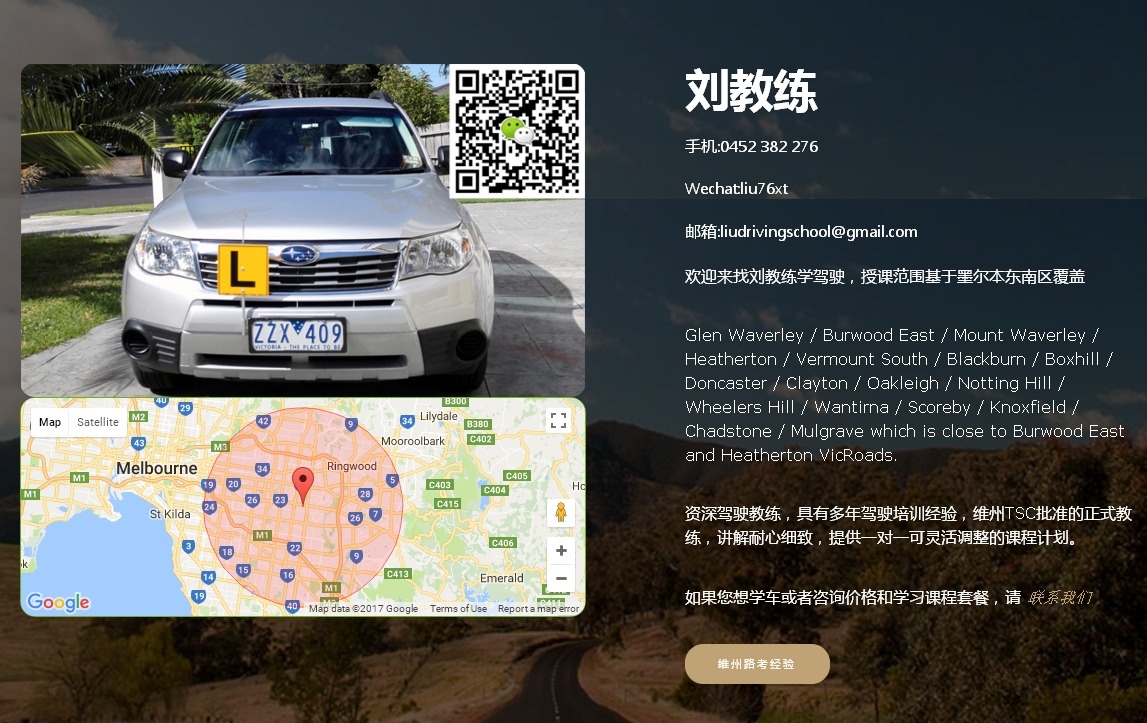 刘教练
手机:0452 382 276
Wechat:liu76xt
邮箱:liudrivingschool@gmail.com
欢迎来找刘教练学驾驶，授课范围基于墨尔本东南区覆盖
Glen Waverley / Burwood East / Mount Waverley /
Heatherton / Vermount South / Blackburn / Boxhill /
Doncaster / Clayton / Oakleigh / Notting Hill /
Wheelers Hill / Wantirna / Scoreby / Knoxfield /
Chadstone / Mulgrave which is close to Burwood East
and Heatherton VicRoads.
资深驾驶教练，具有多年驾驶培训经验，维州TSC批准的正式教
练，讲解耐心细致，提供一对一可灵活调整的课程计划。
如果您想学车或者咨询价格和学习课程套餐，请 联系我们
维州路考经验
L
ZZX 409
VICTORIA - THE PLACE TO BE
Map Satellite
40
29
M2
B300
42
9
34
Lilydale
B380
43
M3
Mooroolbark
C402
Melbourne
34
Ringwood
M1
C405
19
20
5
C403
C404
M1
26
23
28
C415
24
St Kilda
26
7
M1
3
18
22
9
C406
15
16
14
C413
Emerald
19
M1
40
Google
Map data ©2017 Google Terms of Use Report a map error